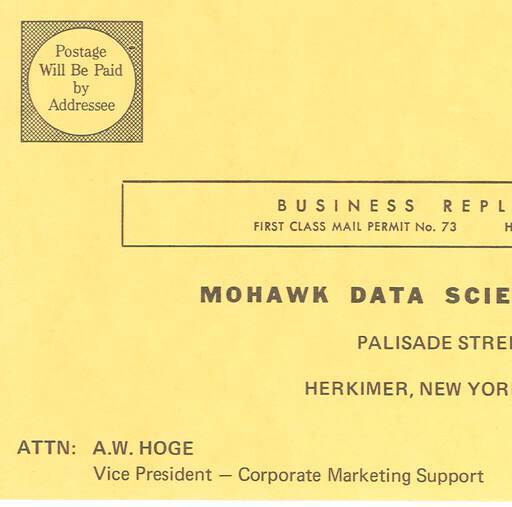 Postage
Will Be Paid
by
Addressee
BUSINESS REPL
FIRST CLASS MAIL PERMIT No. 73 H
MOHAWK DATA SCIE
PALISADE STREE
HERKIMER, NEW YOR
ATTN: A.W. HOGE
Vice President — Corporate Marketing Support